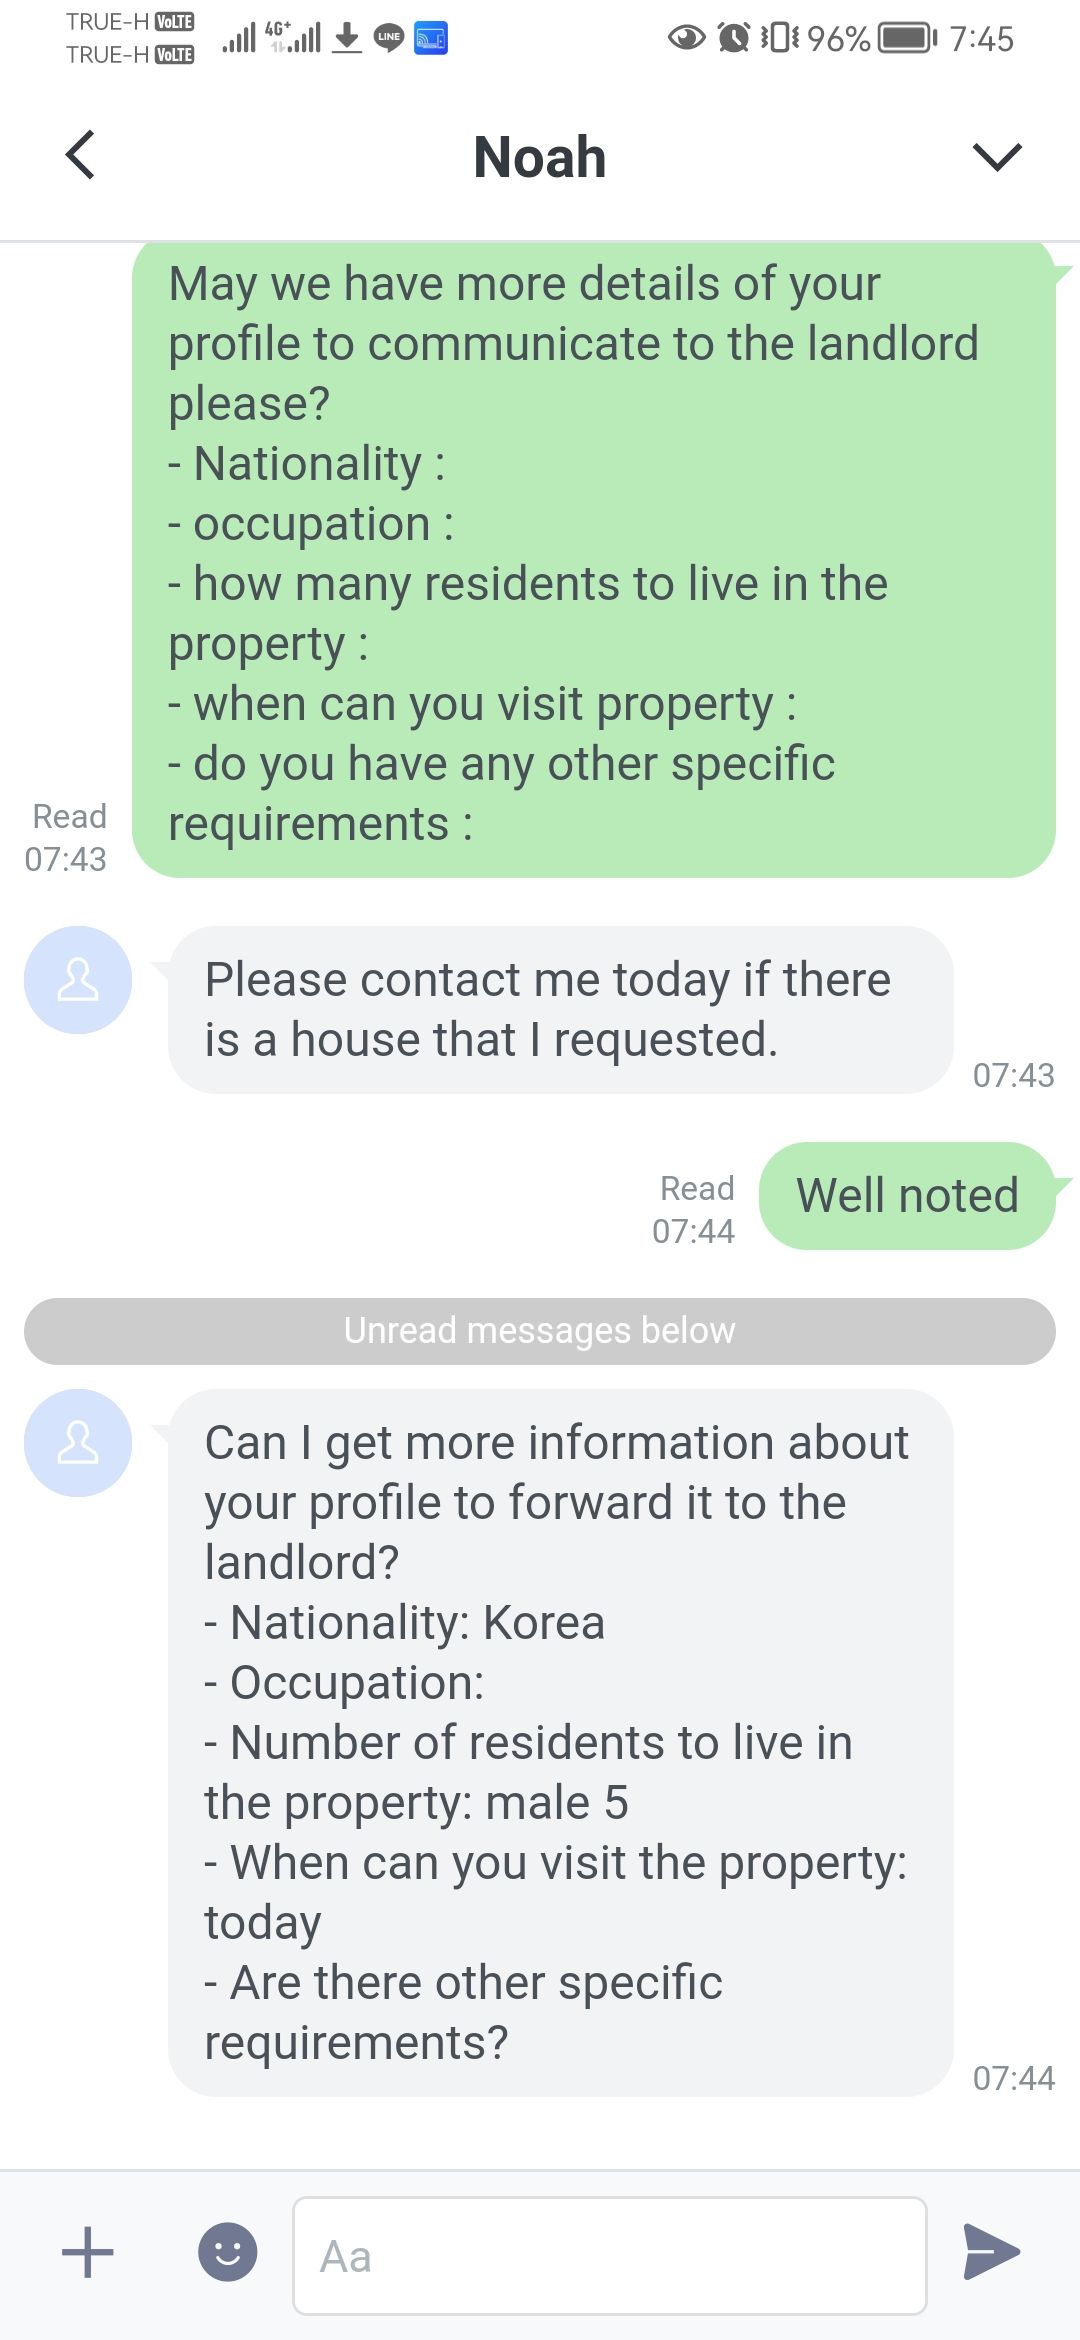 TRUE-H VoLTE
TRUE-H VoLTE
4G+
LINE
96%
7:45
Noah
May we have more details of your
profile to communicate to the landlord
please?
- Nationality :
- occupation :
- how many residents to live in the
property :
- when can you visit property :
- do you have any other specific
requirements :
Read
07:43
Please contact me today if there
is a house that I requested.
07:43
Well noted
Read
07:44
Unread messages below
Can I get more information about
your profile to forward it to the
landlord?
- Nationality: Korea
- Occupation:
- Number of residents to live in
the property: male 5
- When can you visit the property:
today
- Are there other specific
requirements?
07:44
Aa